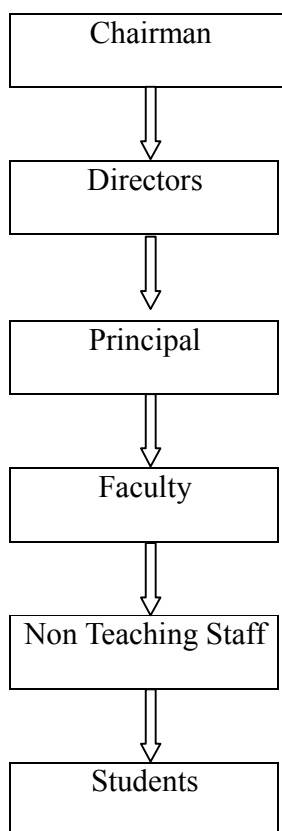 Chairman
Directors
Principal
Faculty
Non Teaching Staff
Students